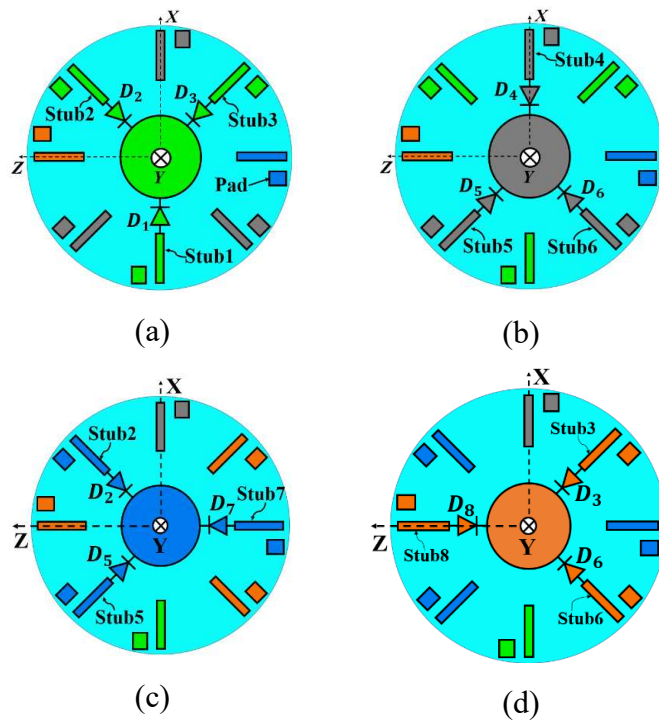 X
D₂ D₃
Stub2 Stub3
Z
Y
Pad
D₁
Stub1
(a)
X
Stub4
D₄
Z
Y
D₅ D₆
Stub5 Stub6
(b)
X
Stub2
D₂ D₇ Stub7
Z Y
D₅
Stub5
(c)
X
Stub3
D₃
D₈
Z Y
Stub8
D₆
Stub6
(d)